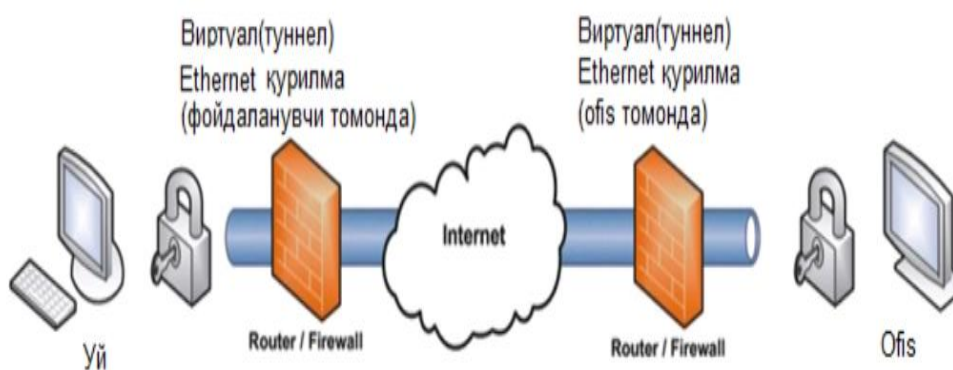 Виртуал(туннел)
Ethernet қурилма
(фойдаланувчи томонда)
Виртуал(туннел)
Ethernet қурилма
(ofis томонда)
Internet
Router / Firewall
Router / Firewall
Уй
Ofis